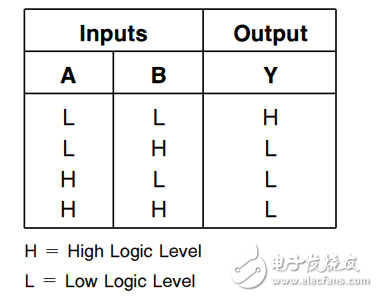 Inputs Output
A B Y
L L H
L H L
H L L
H H L
H = High Logic Level
L = Low Logic Level
电子发烧友
www.elecfans.com